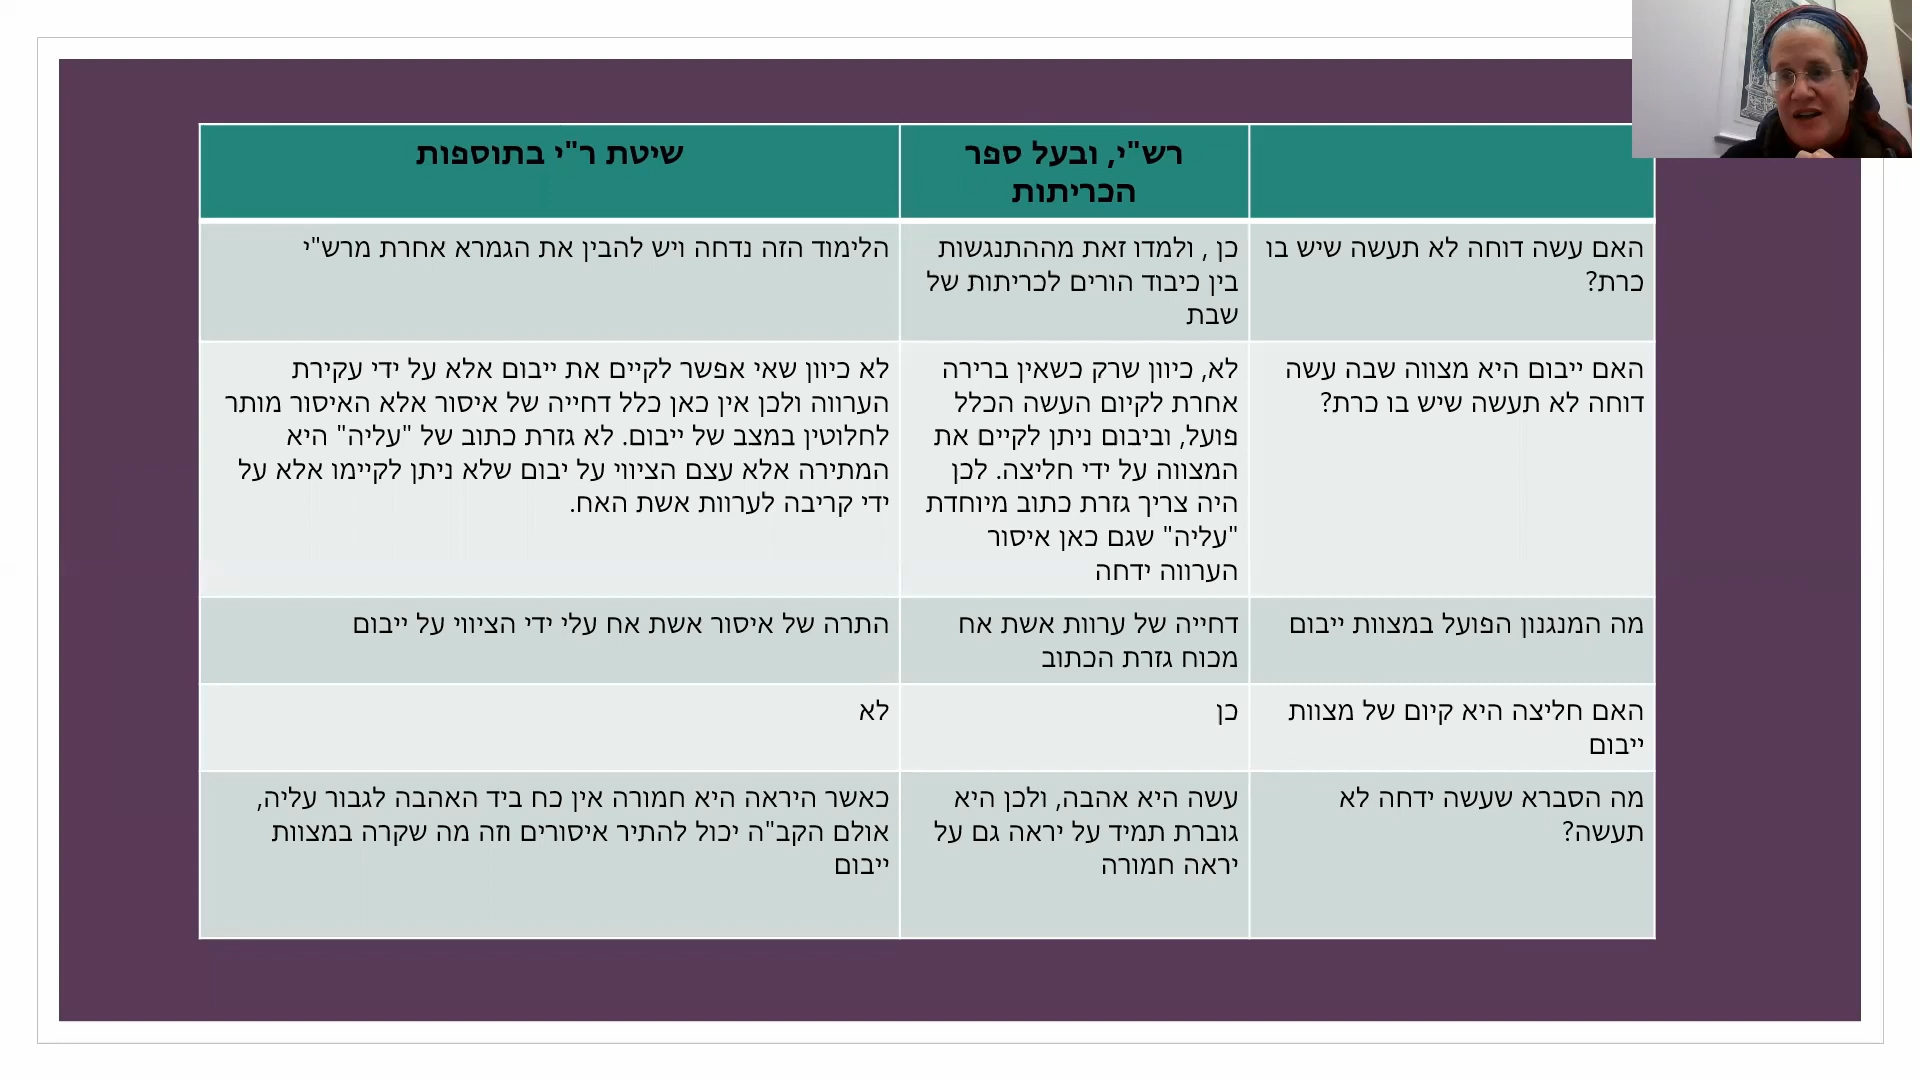 רש"י, ובעל ספר
הכריתות
שיטת ר"י בתוספות
האם עשה דוחה לא תעשה שיש בו
כרת?
כן , ולמדו זאת מההתנגשות
בין כיבוד הורים לכריתות של
שבת
הלימוד הזה נדחה ויש להבין את הגמרא אחרת מרש"י
האם ייבום היא מצווה שבה עשה
דוחה לא תעשה שיש בו כרת?
לא, כיוון שרק כשאין ברירה
אחרת לקיום העשה הכלל
פועל, וביבום ניתן לקיים את
המצווה על ידי חליצה. לכן
היה צריך גזרת כתוב מיוחדת
"עליה" שגם כאן איסור
הערווה ידחה
לא כיוון שאי אפשר לקיים את ייבום אלא על ידי עקירת
הערווה ולכן אין כאן כלל דחייה של איסור אלא האיסור מותר
לחלוטין במצב של ייבום. לא גזרת כתוב של "עליה" היא
המתירה אלא עצם הציווי על יבום שלא ניתן לקיימו אלא על
ידי קריבה לערוות אשת האח.
מה המנגנון הפועל במצוות ייבום
דחייה של ערוות אשת אח
מכוח גזרת הכתוב
התרה של איסור אשת אח עלי ידי הציווי על ייבום
האם חליצה היא קיום של מצוות
ייבום
כן
לא
מה הסברא שעשה ידחה לא
תעשה?
עשה היא אהבה, ולכן היא
גוברת תמיד על יראה גם על
יראה חמורה
כאשר היראה היא חמורה אין כח ביד האהבה לגבור עליה,
אולם הקב"ה יכול להתיר איסורים וזה מה שקרה במצוות
ייבום